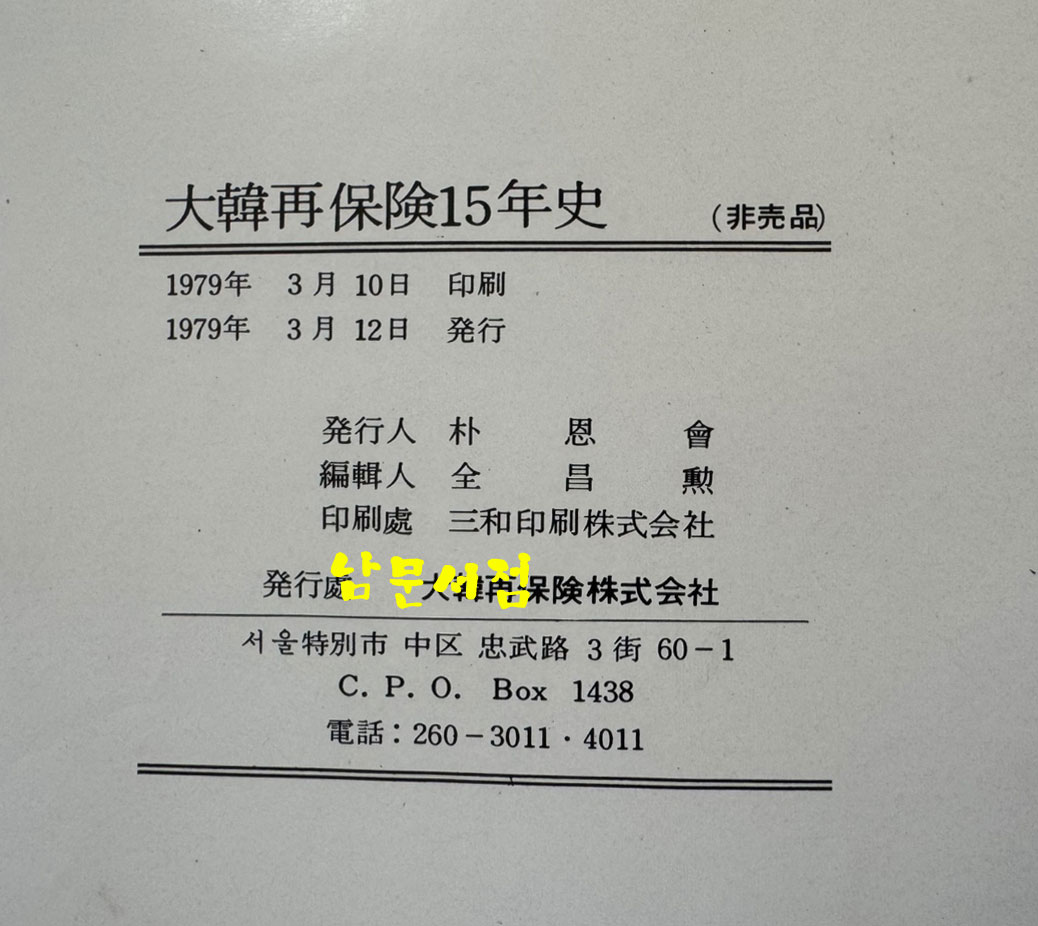 大韓再保険15年史 (非売品)
1979年 3月 10日 印刷
1979年 3月 12日 発行
発行人 朴恩會
編輯人 全昌勲
印刷處 三和印刷株式会社
発行處 大韓再保険株式会社
남문서점
서울特別市 中区 忠武路 3街 60-1
C. P. O. Box 1438
電話: 260-3011·4011